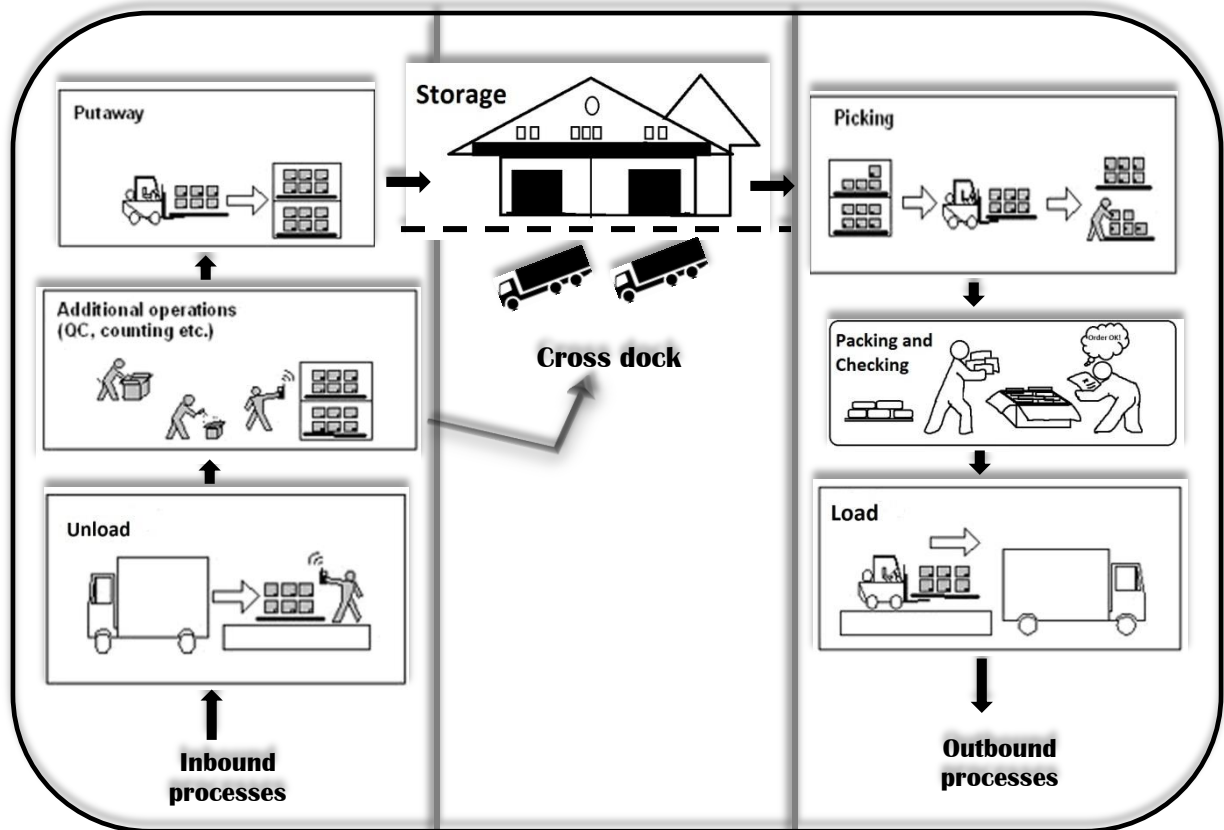 Putaway
Additional operations
(QC, counting etc.)
Unload
Inbound
processes
Storage
Cross dock
Picking
Packing and
Checking
Order OK!
Load
Outbound
processes